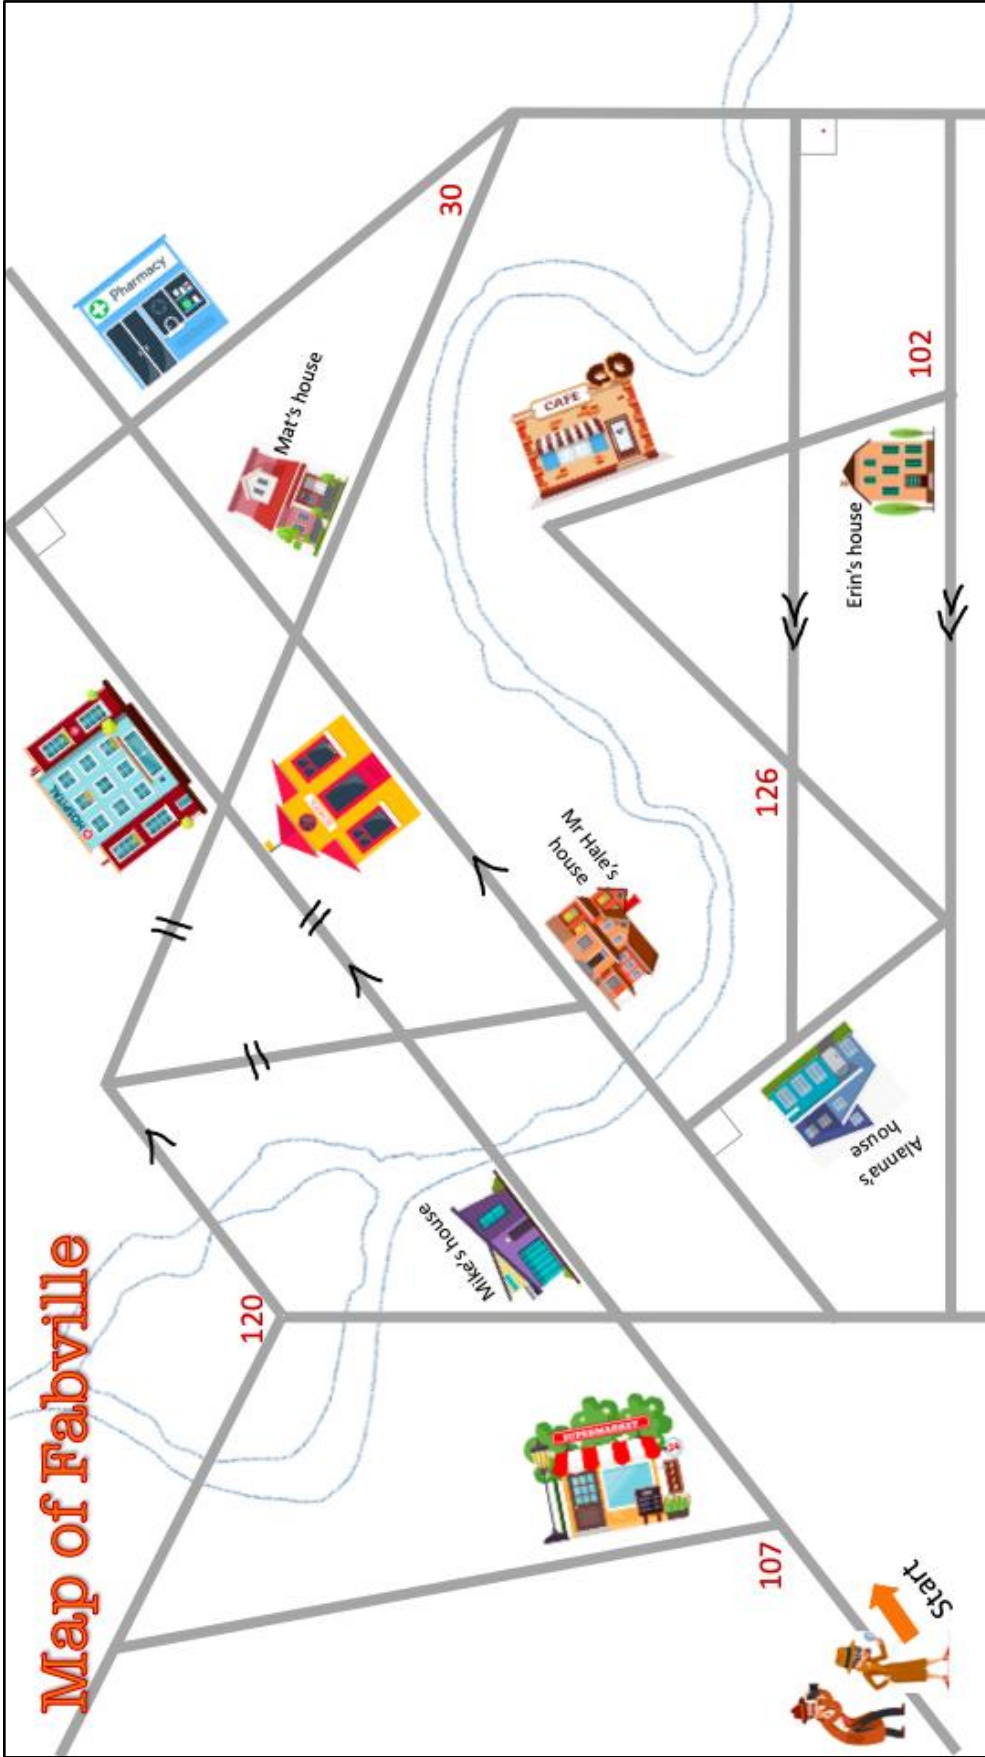 Map of Fabville
Pharmacy
30
Mat's house
CAFE
102
Erin's house
HOSPITAL
126
Mr Hale's
house
Alanna's
house
Mike's house
120
SUPERMARKET
24
107
Start